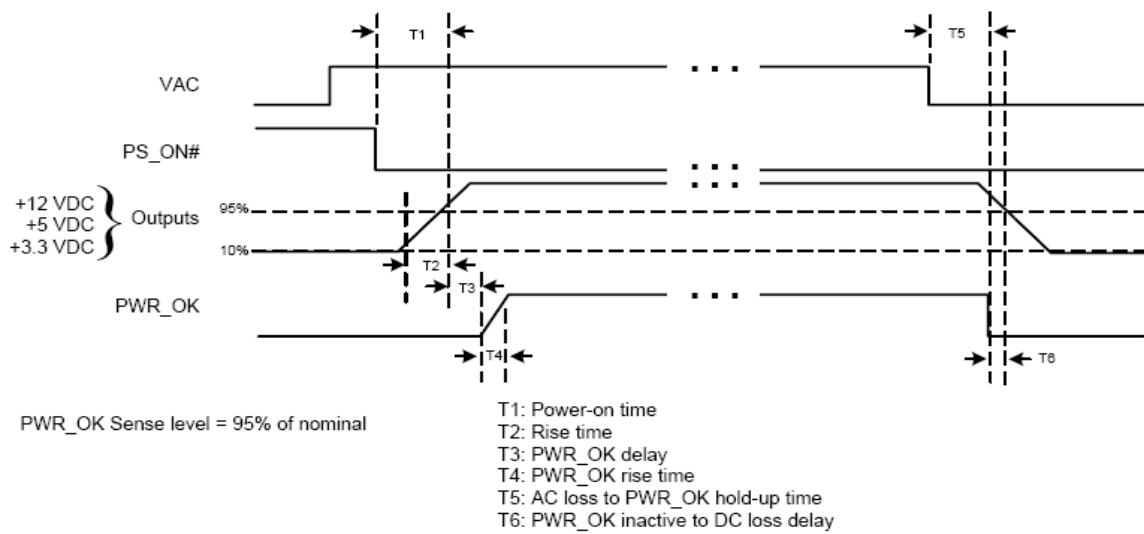 T1
T5
VAC
PS_ON#
+12 VDC
+5 VDC
+3.3 VDC
Outputs
95%
10%
T2
T3
PWR_OK
T4
T6
PWR_OK Sense level = 95% of nominal
T1: Power-on time
T2: Rise time
T3: PWR_OK delay
T4: PWR_OK rise time
T5: AC loss to PWR_OK hold-up time
T6: PWR_OK inactive to DC loss delay